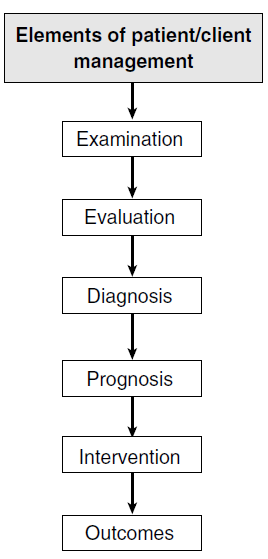 Elements of patient/client
management
Examination
Evaluation
Diagnosis
Prognosis
Intervention
Outcomes